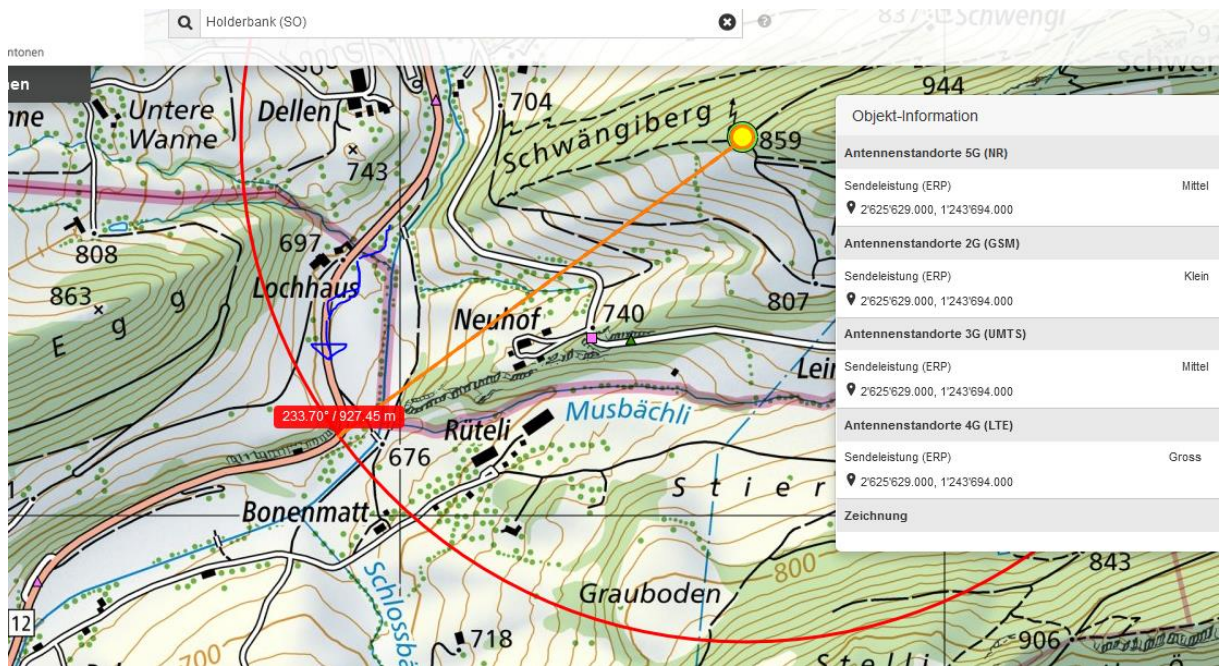 Holderbank (SO)
837
Schwengi
ntonen
en
nne
Untere
Wanne
Dellen
743
704
Schwängiberg
859
944
808
697
Lochhaus
863
E g g
Neuhof
740
807
Lei
233.70° / 927.45 m
Rüteli
Musbächli
676
Stier
Bonenmatt
Schlossbä
Grauboden
800
843
12
700
718
906
Stelli
Objekt-Information
Antennenstandorte 5G (NR)
Sendeleistung (ERP) Mittel
2'625'629.000, 1'243'694.000
Antennenstandorte 2G (GSM)
Sendeleistung (ERP) Klein
2'625'629.000, 1'243'694.000
Antennenstandorte 3G (UMTS)
Sendeleistung (ERP) Mittel
2'625'629.000, 1'243'694.000
Antennenstandorte 4G (LTE)
Sendeleistung (ERP) Gross
2'625'629.000, 1'243'694.000
Zeichnung